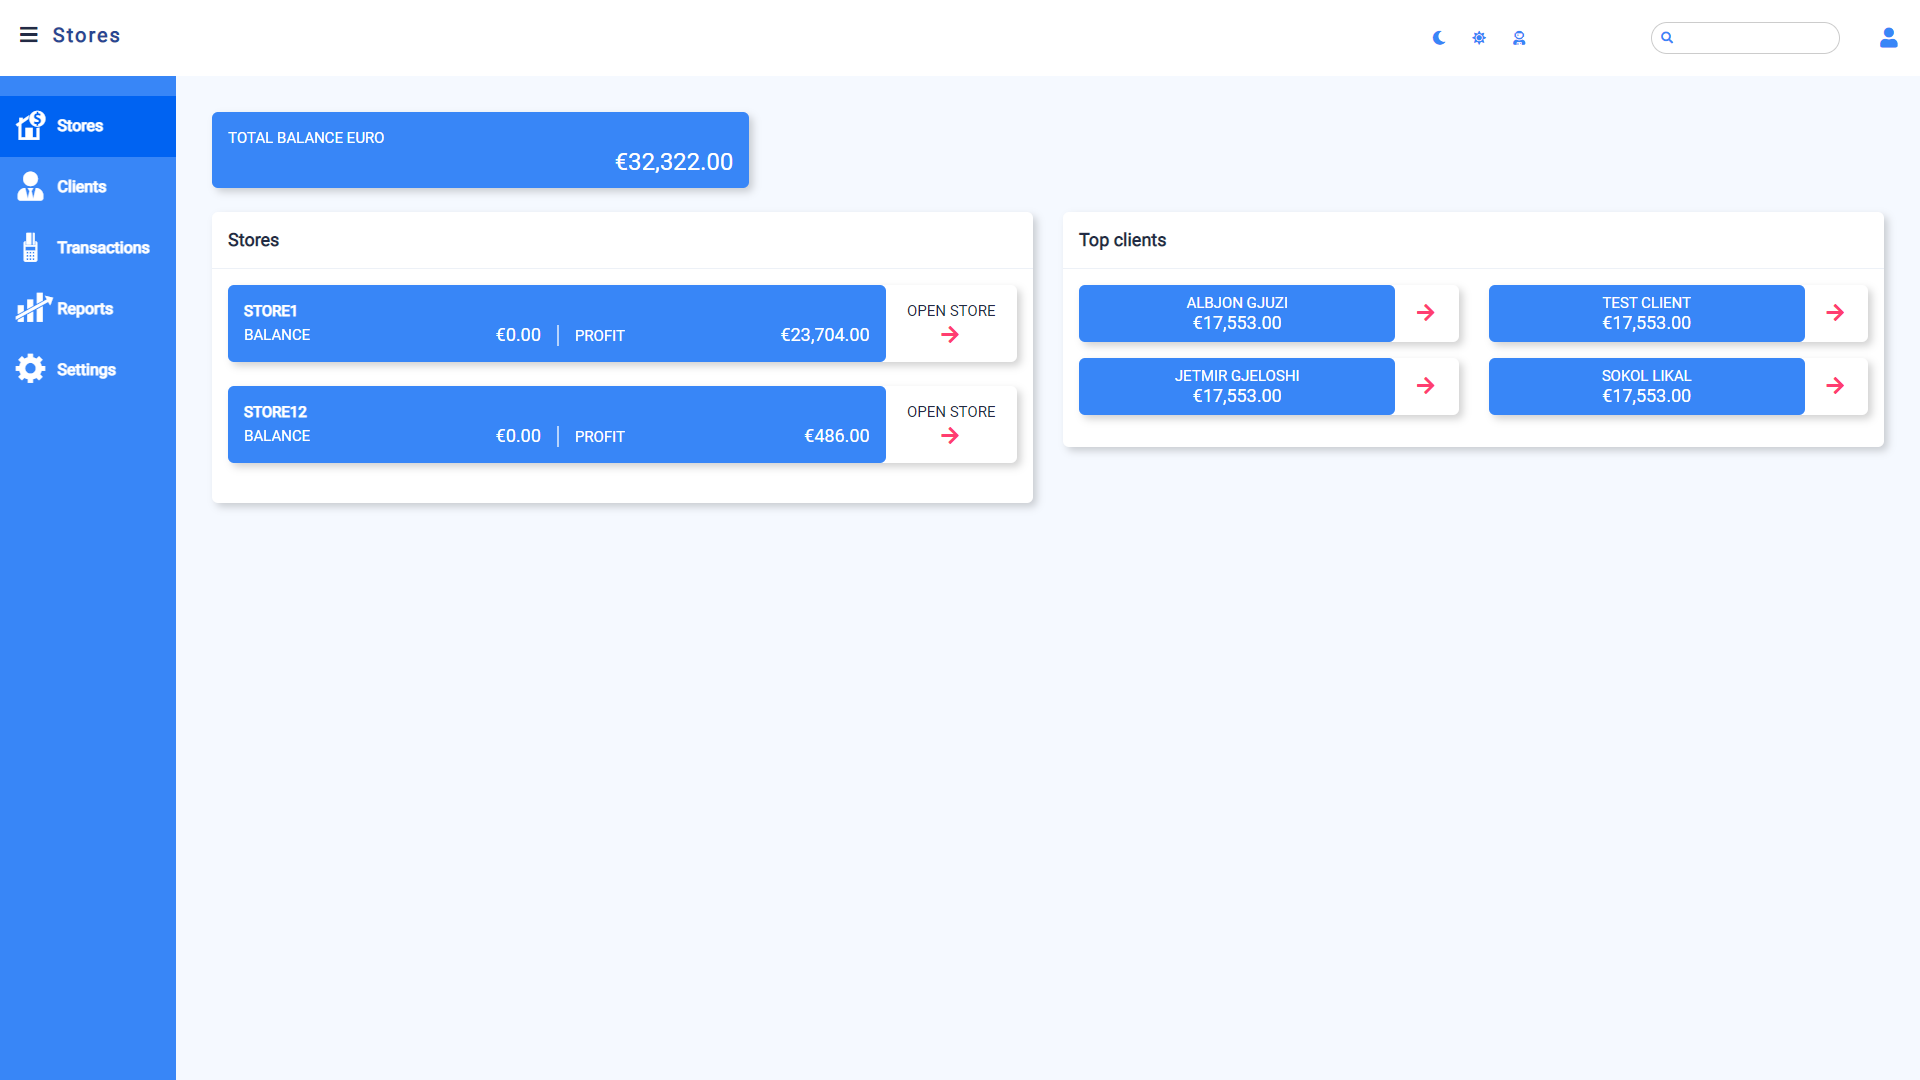 Stores
Stores
Clients
Transactions
Reports
Settings
TOTAL BALANCE EURO
€32,322.00
Stores
STORE1
BALANCE €0.00 PROFIT €23,704.00
OPEN STORE
STORE12
BALANCE €0.00 PROFIT €486.00
OPEN STORE
Top clients
ALBJON GJUZI
€17,553.00
TEST CLIENT
€17,553.00
JETMIR GJELOSHI
€17,553.00
SOKOL LIKAL
€17,553.00